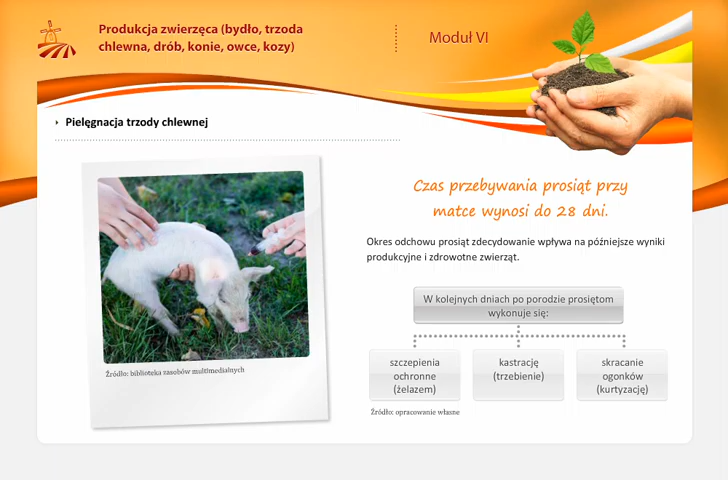 Produkcja zwierzęca (bydło, trzoda
chlewna, drób, konie, owce, kozy)
Moduł VI
Pielęgnacja trzody chlewnej
Czas przebywania prosiąt przy
matce wynosi do 28 dni.
Okres odchowu prosiąt zdecydowanie wpływa na późniejsze wyniki
produkcyjne i zdrowotne zwierząt.
W kolejnych dniach po porodzie prosiętom
wykonuje się:
szczepienia
ochronne
(żelazem)
kastrację
(trzebienie)
skracanie
ogonków
(kurtyzację)
Źródło: biblioteka zasobów multimedialnych
Źródło: opracowanie własne